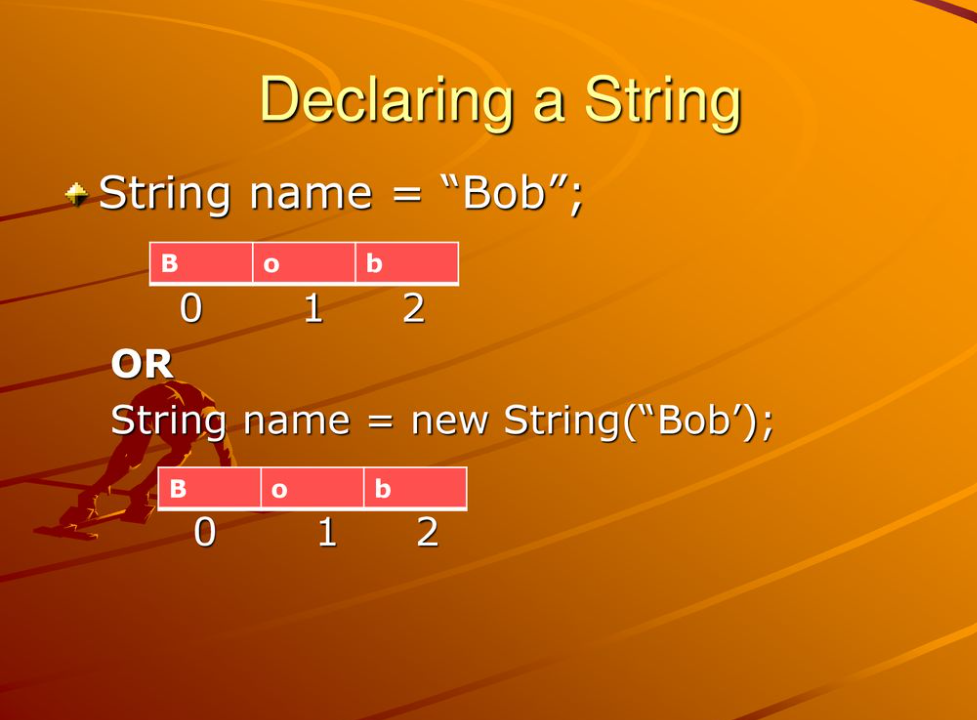 Declaring a String
String name = “Bob”;
B o b
0 1 2
OR
String name = new String(“Bob’);
B o b
0 1 2